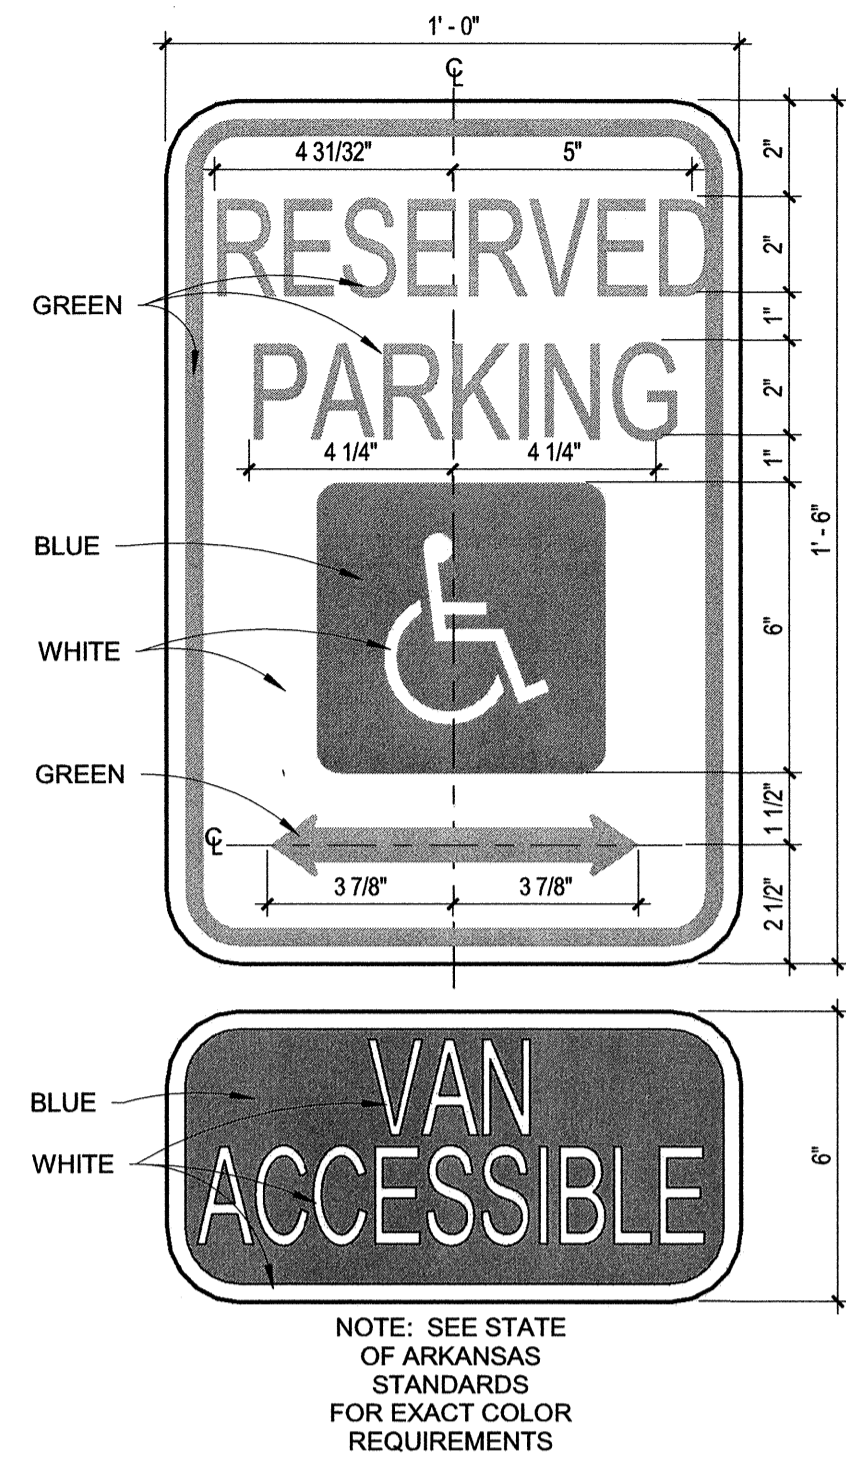 1' - 0"
℄
4 31/32" 5"
2"
RESERVED
2"
GREEN
1"
PARKING
2"
4 1/4" 4 1/4"
1"
BLUE
1' - 6"
WHITE
6"
GREEN
1 1/2"
℄
3 7/8" 3 7/8"
2 1/2"
VAN
BLUE
ACCESSIBLE
WHITE
6"
NOTE: SEE STATE
OF ARKANSAS
STANDARDS
FOR EXACT COLOR
REQUIREMENTS